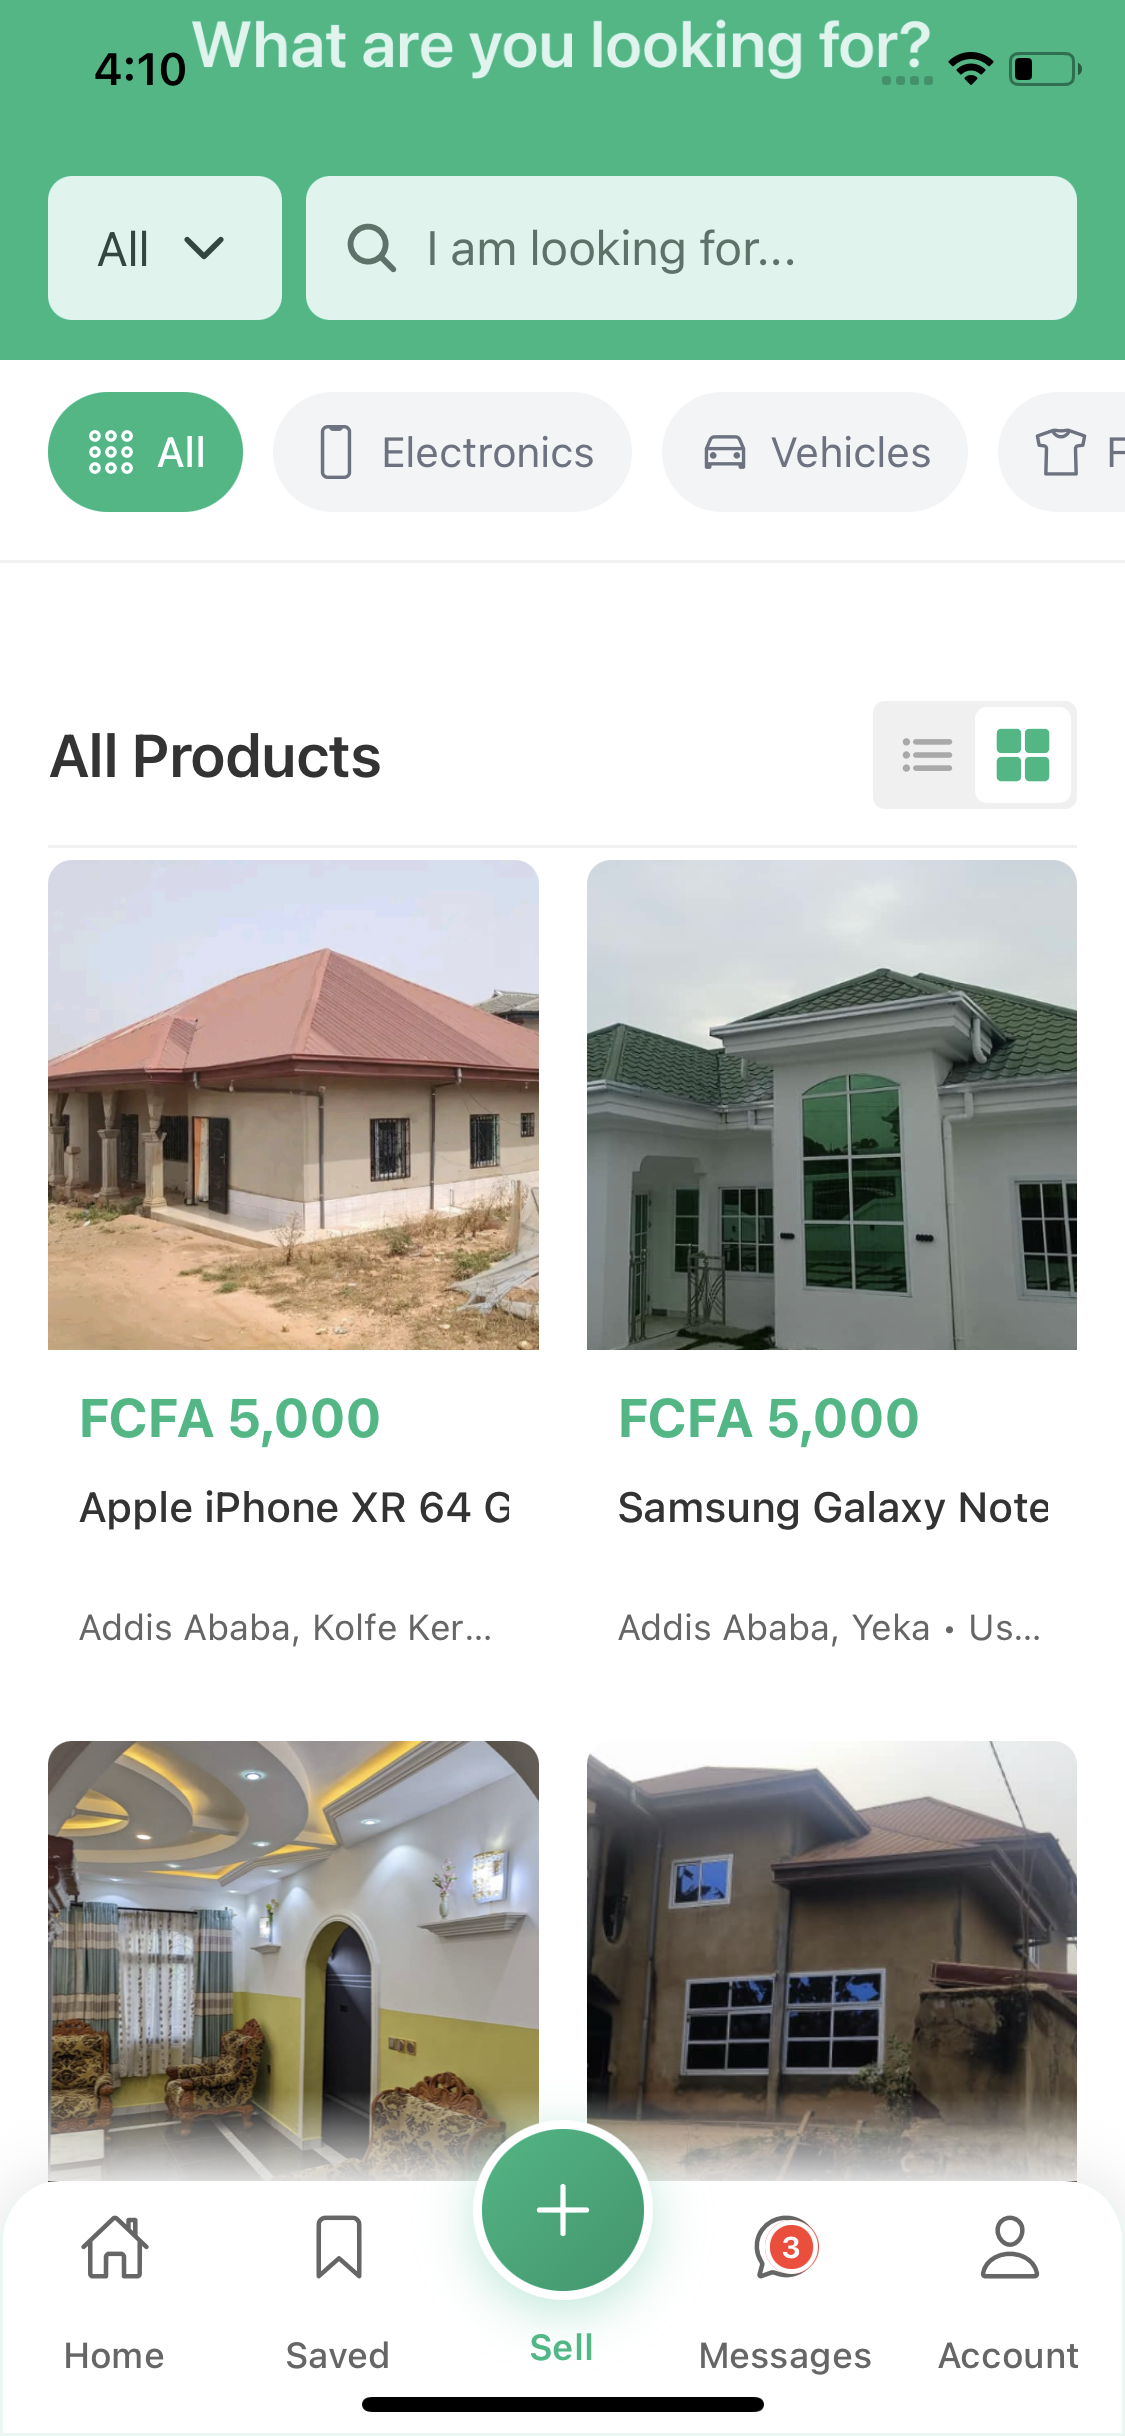 What are you looking for?
4:10
All
I am looking for...
All
Electronics
Vehicles
F
All Products
FCFA 5,000
FCFA 5,000
Apple iPhone XR 64 G
Samsung Galaxy Note
Addis Ababa, Kolfe Ker...
Addis Ababa, Yeka • Us...
3
Home
Saved
Sell
Messages
Account